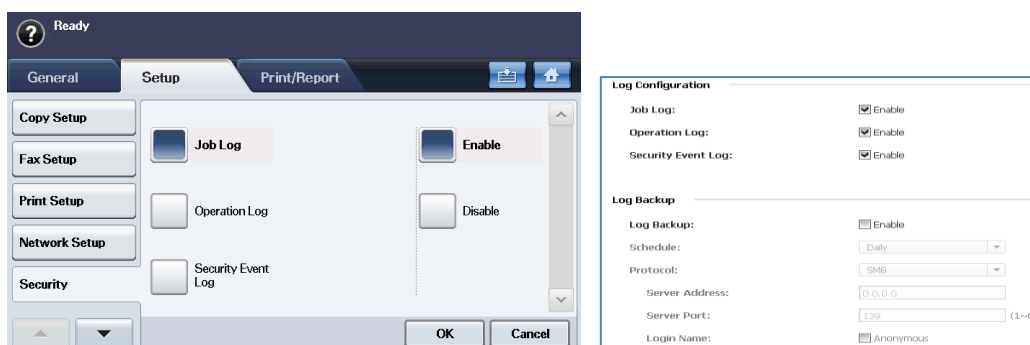 ?
Ready
General Setup Print/Report
Copy Setup
Fax Setup
Print Setup
Network Setup
Security
Job Log Enable
Operation Log Disable
Security Event
Log
OK Cancel
Log Configuration
Job Log: Enable
Operation Log: Enable
Security Event Log: Enable
Log Backup
Log Backup: Enable
Schedule: Daily
Protocol: SMB
Server Address: 0.0.0.0
Server Port: 139 (1~6
Login Name: Anonymous